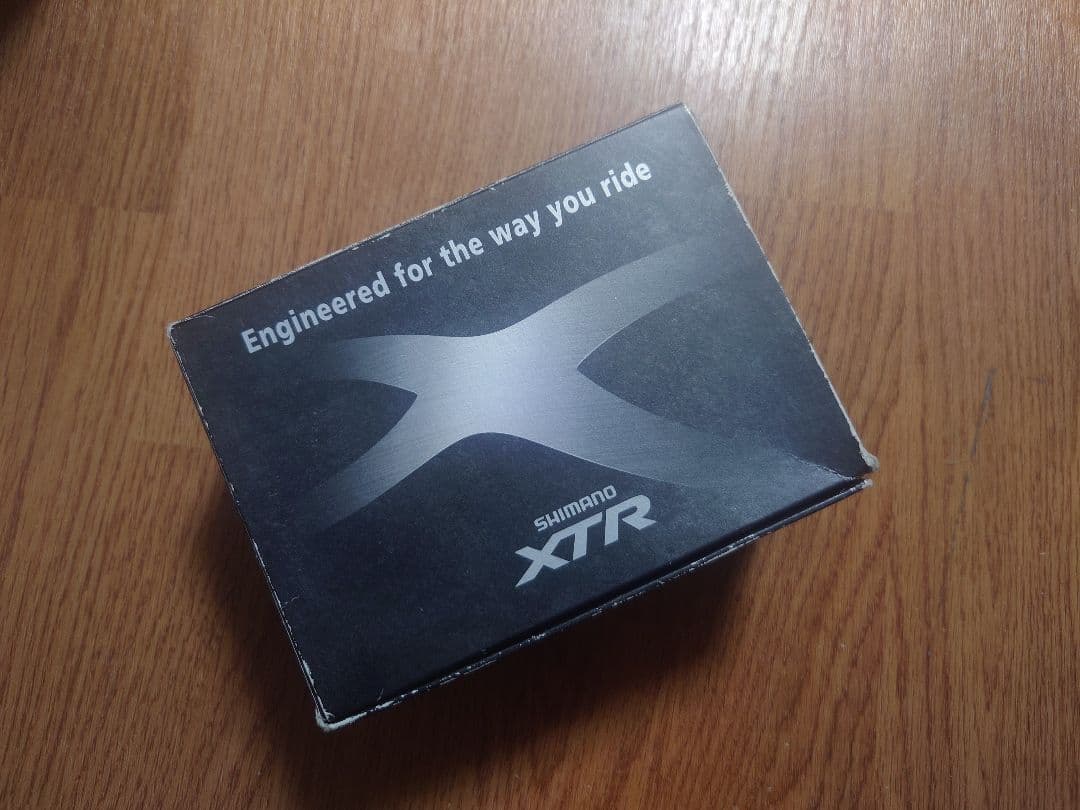 Engineered for the way you ride
SHIMANO
XTR